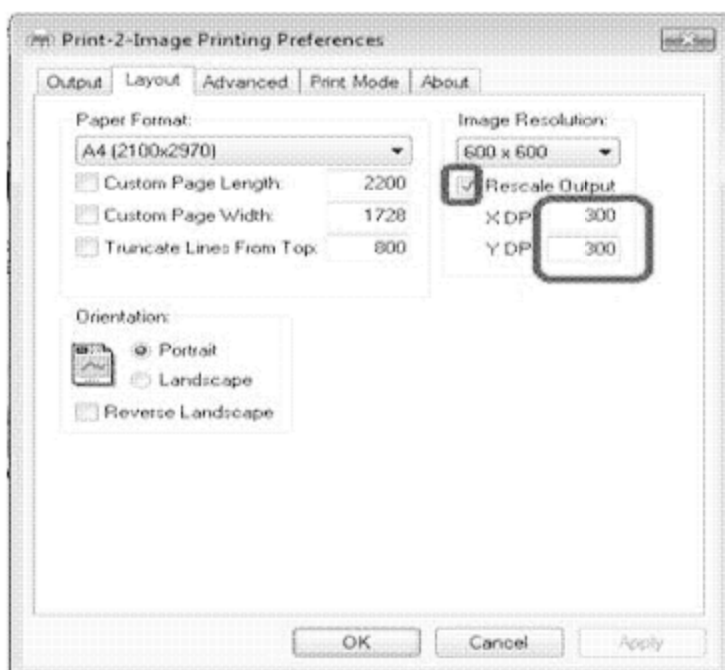 Print-2-Image Printing Preferences
Output Layout Advanced Print Mode About
Paper Format:
A4 (2100x2970)
Custom Page Length: 2200
Custom Page Width: 1728
Truncate Lines From Top: 800
Image Resolution:
600 x 600
Rescale Output
X DP 300
Y DP 300
Orientation:
Portrait
Landscape
Reverse Landscape
OK Cancel Apply